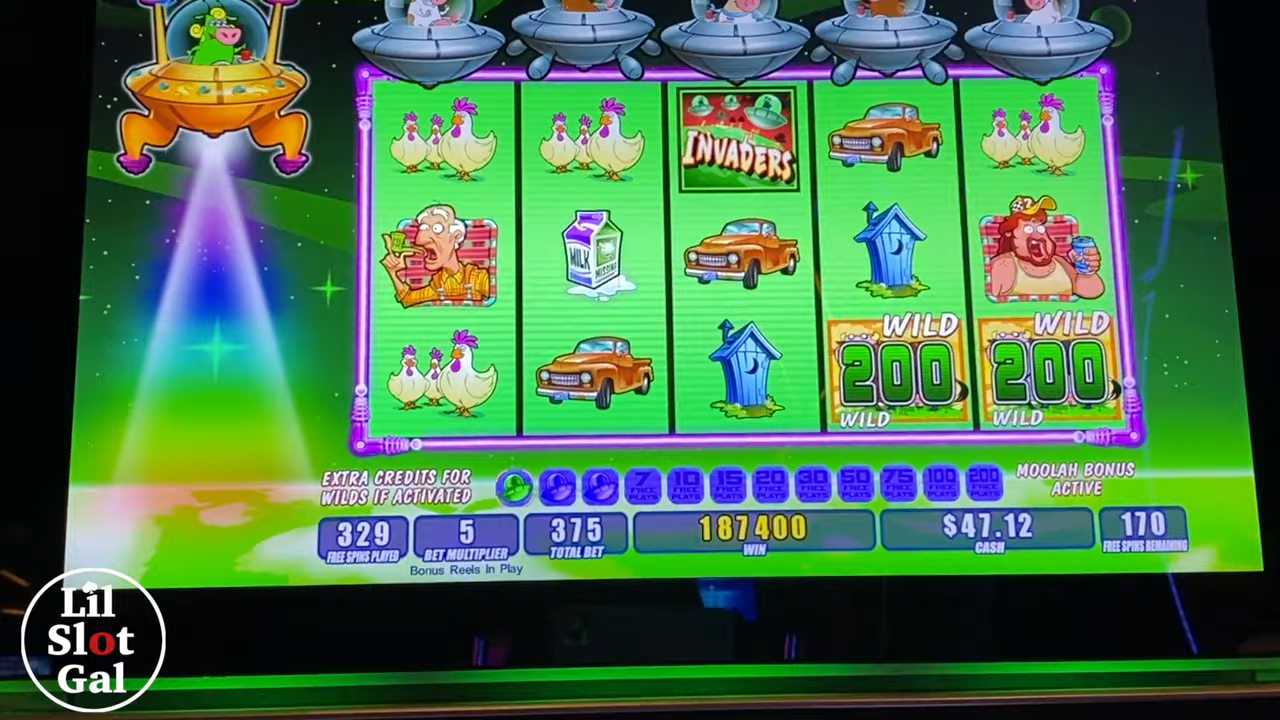 INVADERS
MILK
MISSING
WILD WILD
200 200
WILD WILD
EXTRA CREDITS FOR
WILDS IF ACTIVATED
7 FREE PLAYS
10 FREE PLAYS
15 FREE PLAYS
20 FREE PLAYS
30 FREE PLAYS
50 FREE PLAYS
75 FREE PLAYS
100 FREE PLAYS
200 FREE PLAYS
MOOLAH BONUS
ACTIVE
329
FREE SPINS PLAYED
5
BET MULTIPLIER
375
TOTAL BET
187400
WIN
$47.12
CASH
170
FREE SPINS REMAINING
Bonus Reels In Play
Lil
Slot
Gal